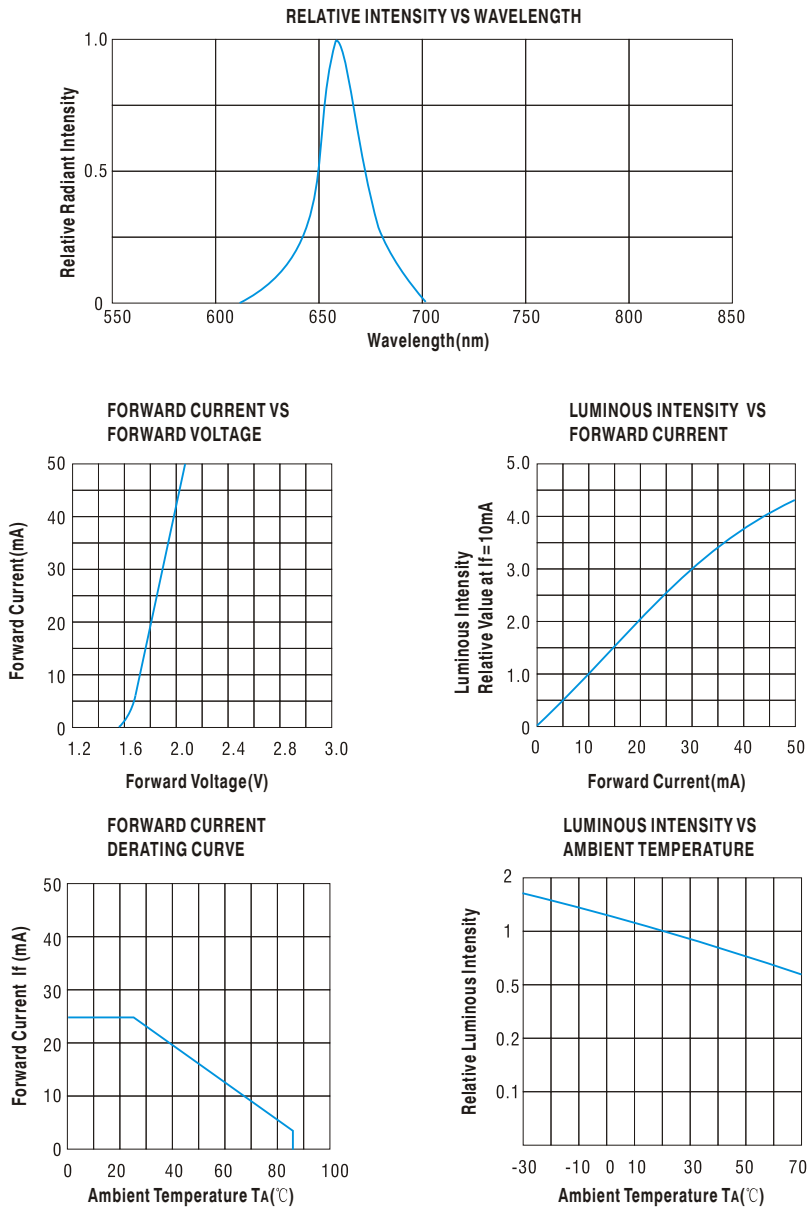 RELATIVE INTENSITY VS WAVELENGTH
1.0
0.5
0
Relative Radiant Intensity
550 600 650 700 750 800 850
Wavelength(nm)
FORWARD CURRENT VS
FORWARD VOLTAGE
50
40
30
20
10
0
Forward Current(mA)
1.2 1.6 2.0 2.4 2.8 3.0
Forward Voltage(V)
LUMINOUS INTENSITY VS
FORWARD CURRENT
5.0
4.0
3.0
2.0
1.0
0
Luminous Intensity
Relative Value at If=10mA
0 10 20 30 40 50
Forward Current(mA)
FORWARD CURRENT
DERATING CURVE
50
40
30
20
10
0
Forward Current If (mA)
0 20 40 60 80 100
Ambient Temperature TA(℃)
LUMINOUS INTENSITY VS
AMBIENT TEMPERATURE
2
1
0.5
0.2
0.1
Relative Luminous Intensity
-30 -10 0 10 30 50 70
Ambient Temperature TA(℃)